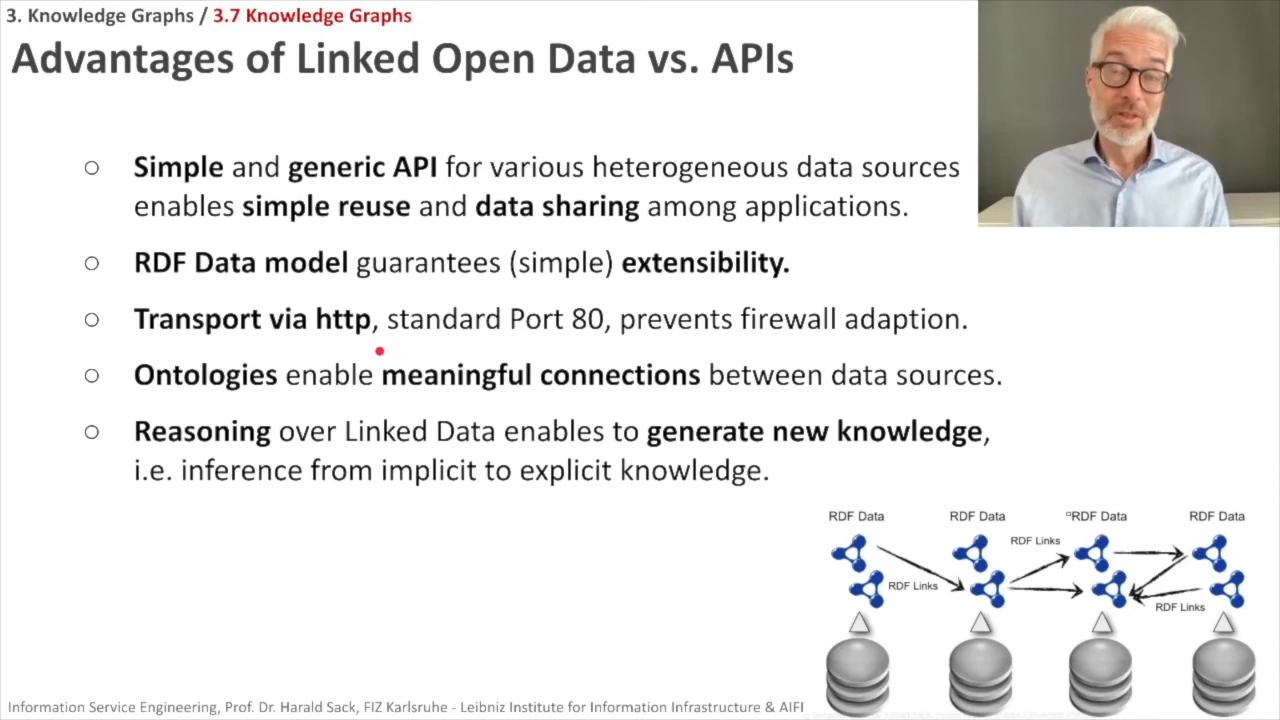 3. Knowledge Graphs / 3.7 Knowledge Graphs
Advantages of Linked Open Data vs. APIs
○ Simple and generic API for various heterogeneous data sources
enables simple reuse and data sharing among applications.
○ RDF Data model guarantees (simple) extensibility.
○ Transport via http, standard Port 80, prevents firewall adaption.
○ Ontologies enable meaningful connections between data sources.
○ Reasoning over Linked Data enables to generate new knowledge,
i.e. inference from implicit to explicit knowledge.
RDF Data RDF Data RDF Data RDF Data
RDF Links
RDF Links
RDF Links
Information Service Engineering, Prof. Dr. Harald Sack, FIZ Karlsruhe - Leibniz Institute for Information Infrastructure & AIFI